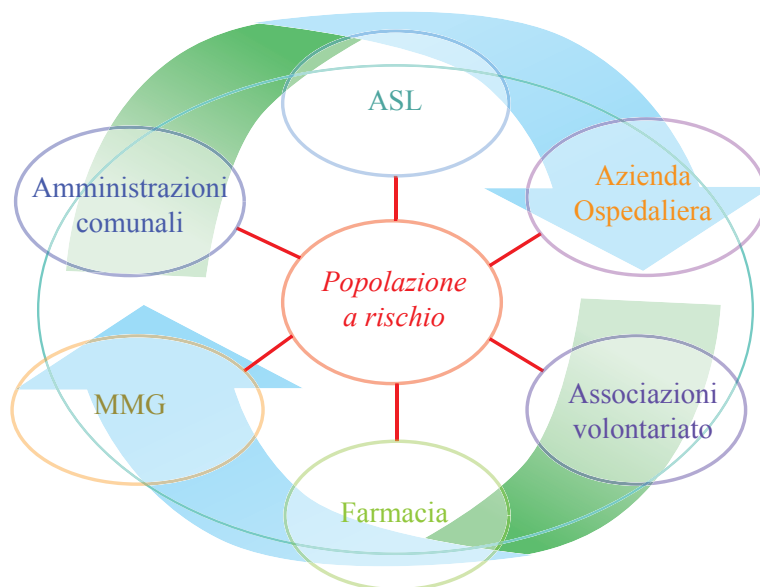 ASL
Amministrazioni
comunali
Azienda
Ospedaliera
Popolazione
a rischio
MMG
Associazioni
volontariato
Farmacia